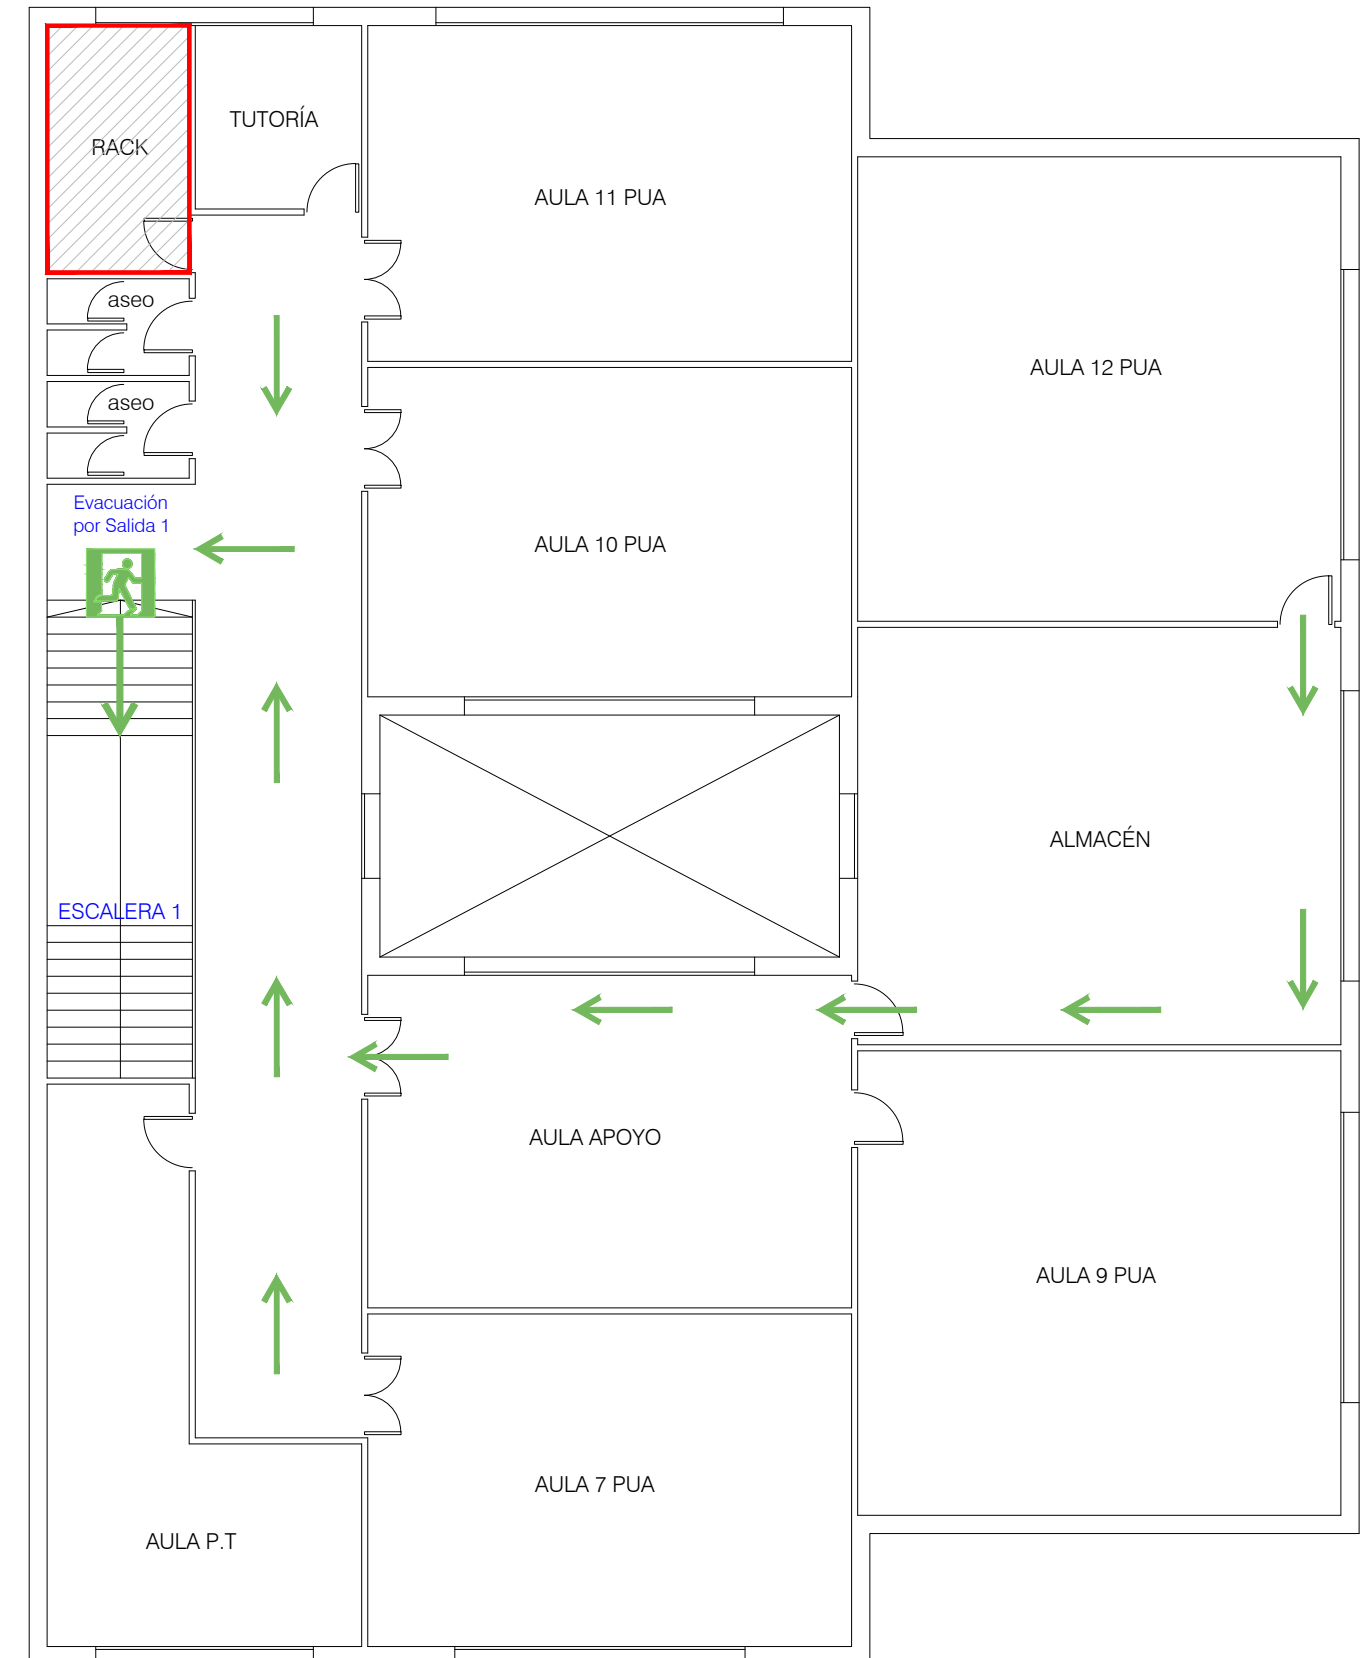 TUTORÍA
RACK
AULA 11 PUA
aseo
AULA 12 PUA
aseo
Evacuación
por Salida 1
AULA 10 PUA
ALMACÉN
ESCALERA 1
AULA APOYO
AULA 9 PUA
AULA 7 PUA
AULA P.T